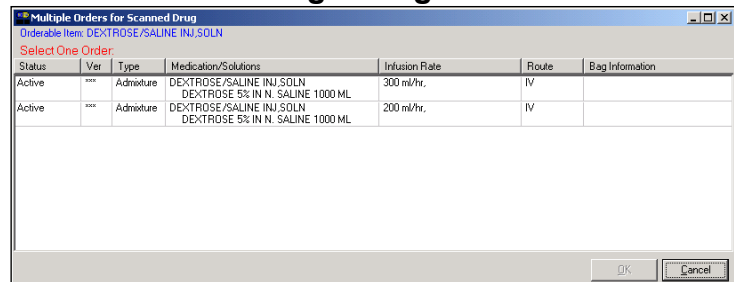 Multiple Orders for Scanned Drug
Orderable Item: DEXTROSE/SALINE INJ,SOLN
Select One Order:
Status Ver Type Medication/Solutions Infusion Rate Route Bag Information
Active *** Admixture DEXTROSE/SALINE INJ,SOLN 300 ml/hr, IV
DEXTROSE 5% IN N. SALINE 1000 ML
Active *** Admixture DEXTROSE/SALINE INJ,SOLN 200 ml/hr, IV
DEXTROSE 5% IN N. SALINE 1000 ML
OK Cancel